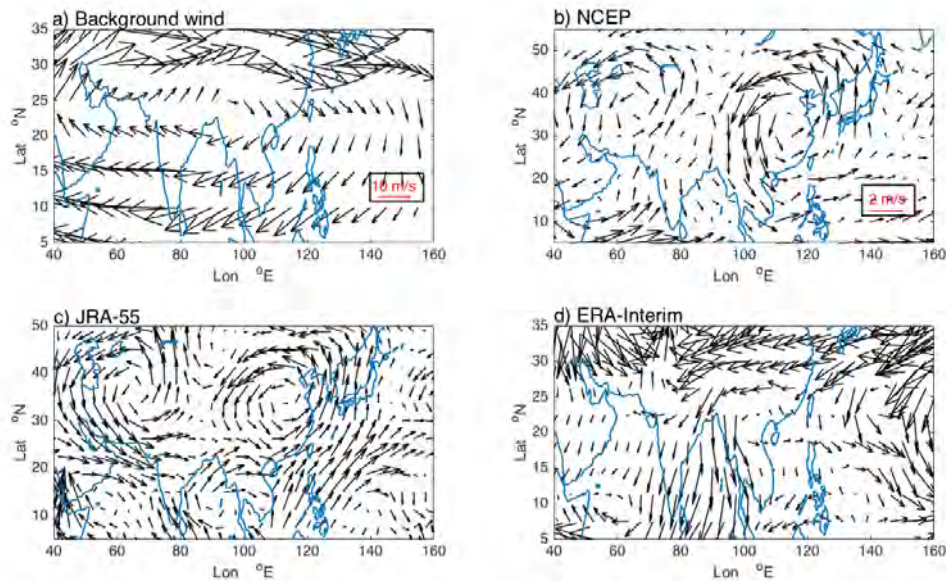 a) Background wind
b) NCEP
35
30
25
20
15
10
5
Lat °N
10 m/s
40 60 80 100 120 140 160
Lon °E
50
40
30
20
10
Lat °N
2 m/s
40 60 80 100 120 140 160
Lon °E
c) JRA-55
d) ERA-Interim
50
40
30
20
10
Lat °N
40 60 80 100 120 140 160
Lon °E
35
30
25
20
15
10
5
Lat °N
40 60 80 100 120 140 160
Lon °E